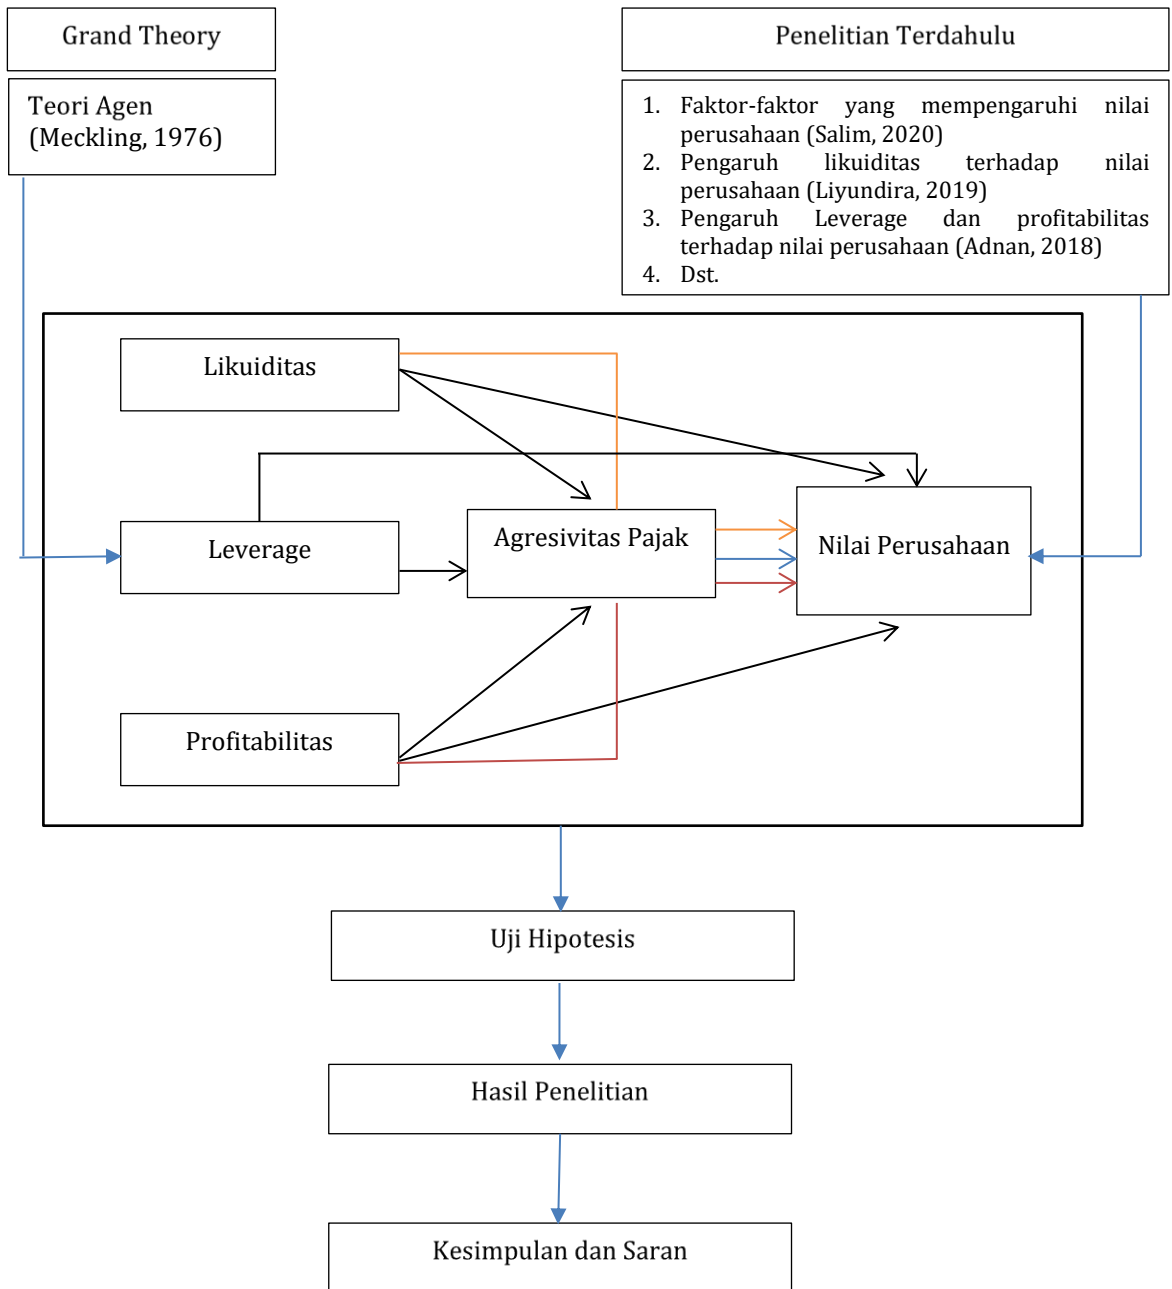 Grand Theory
Teori Agen
(Meckling, 1976)
Penelitian Terdahulu
1. Faktor-faktor yang mempengaruhi nilai
perusahaan (Salim, 2020)
2. Pengaruh likuiditas terhadap nilai
perusahaan (Liyundira, 2019)
3. Pengaruh Leverage dan profitabilitas
terhadap nilai perusahaan (Adnan, 2018)
4. Dst.
Likuiditas
Leverage
Agresivitas Pajak
Nilai Perusahaan
Profitabilitas
Uji Hipotesis
Hasil Penelitian
Kesimpulan dan Saran